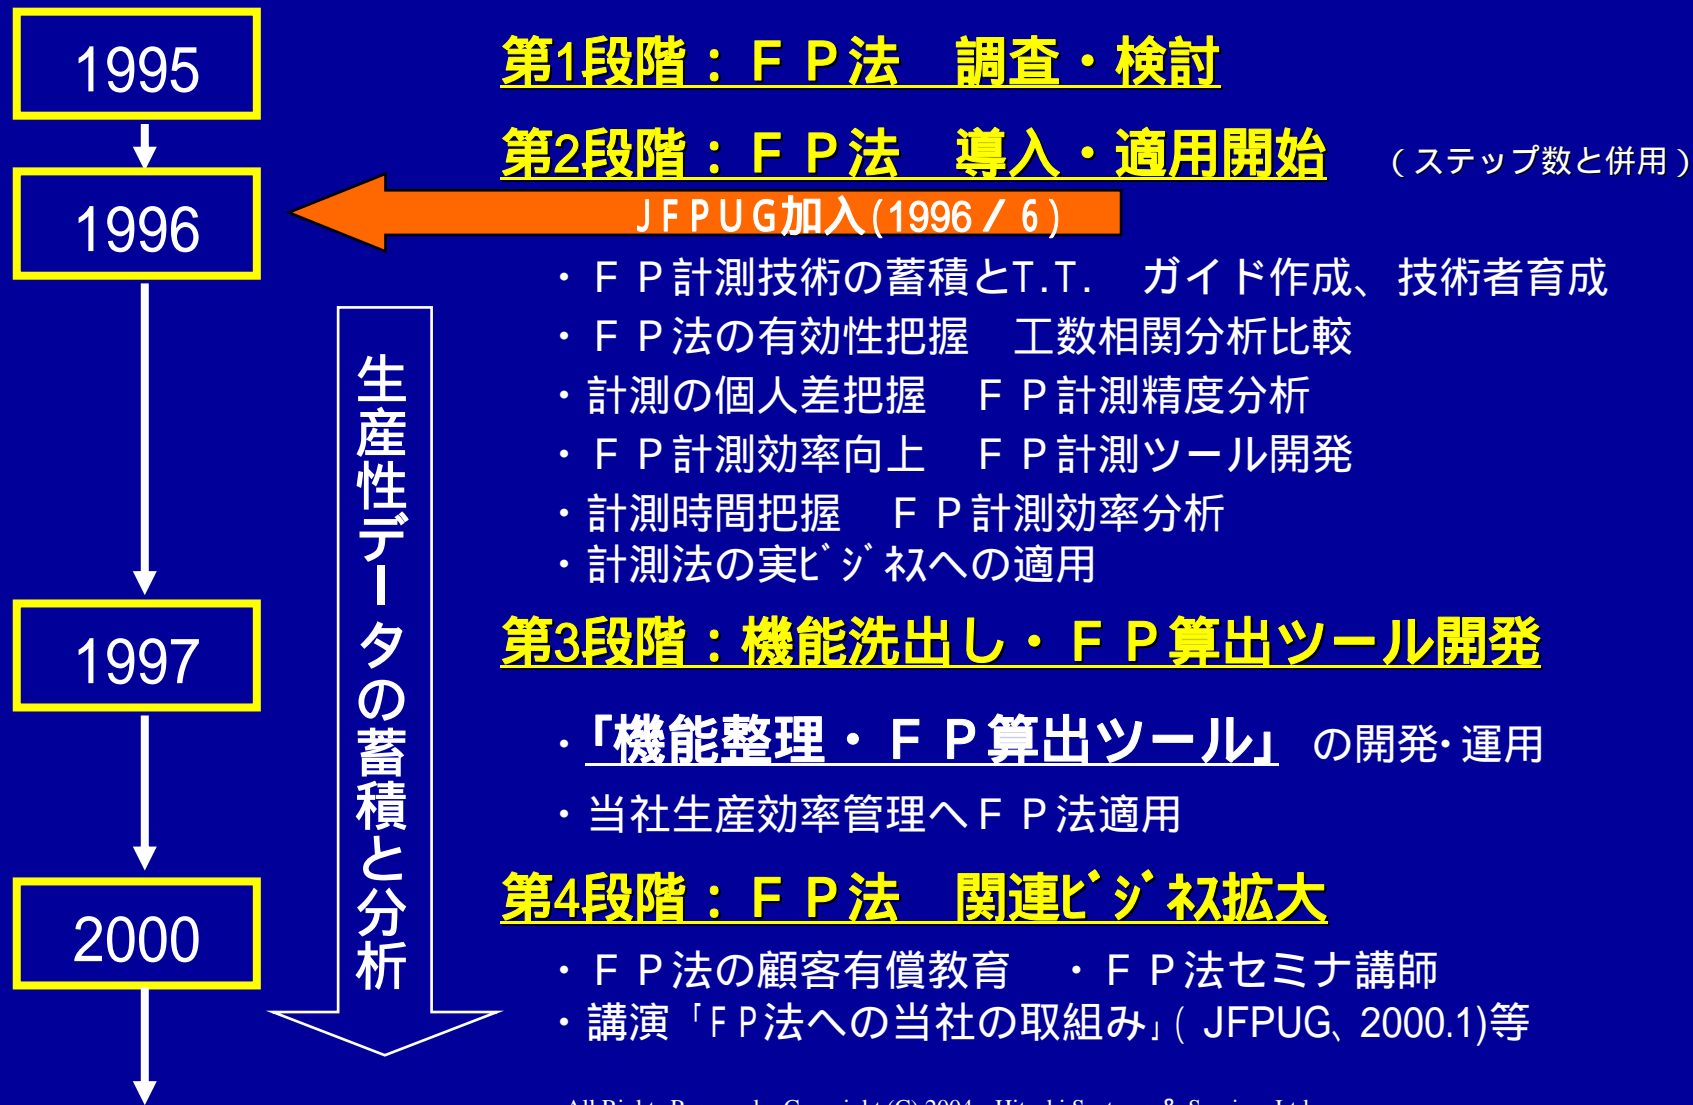 1995
第1段階：ＦＰ法　調査・検討
第2段階：ＦＰ法　導入・適用開始　（ステップ数と併用）
1996
ＪＦＰＵＧ加入(1996／6)
・ＦＰ計測技術の蓄積とT.T.　ガイド作成、技術者育成
・ＦＰ法の有効性把握　工数相関分析比較
・計測の個人差把握　ＦＰ計測精度分析
・ＦＰ計測効率向上　ＦＰ計測ツール開発
・計測時間把握　ＦＰ計測効率分析
・計測法の実ﾋﾞｼﾞﾈｽへの適用
生産性データの蓄積と分析
1997
第3段階：機能洗出し・ＦＰ算出ツール開発
・「機能整理・ＦＰ算出ツール」の開発･運用
・当社生産効率管理へＦＰ法適用
2000
第4段階：ＦＰ法　関連ﾋﾞｼﾞﾈｽ拡大
・ＦＰ法の顧客有償教育　・ＦＰ法セミナ講師
・講演「ＦＰ法への当社の取組み」( JFPUG、2000.1)等
All Rights Reserved, Copyright (C) 2004, Hitachi Systems & Services, Ltd.